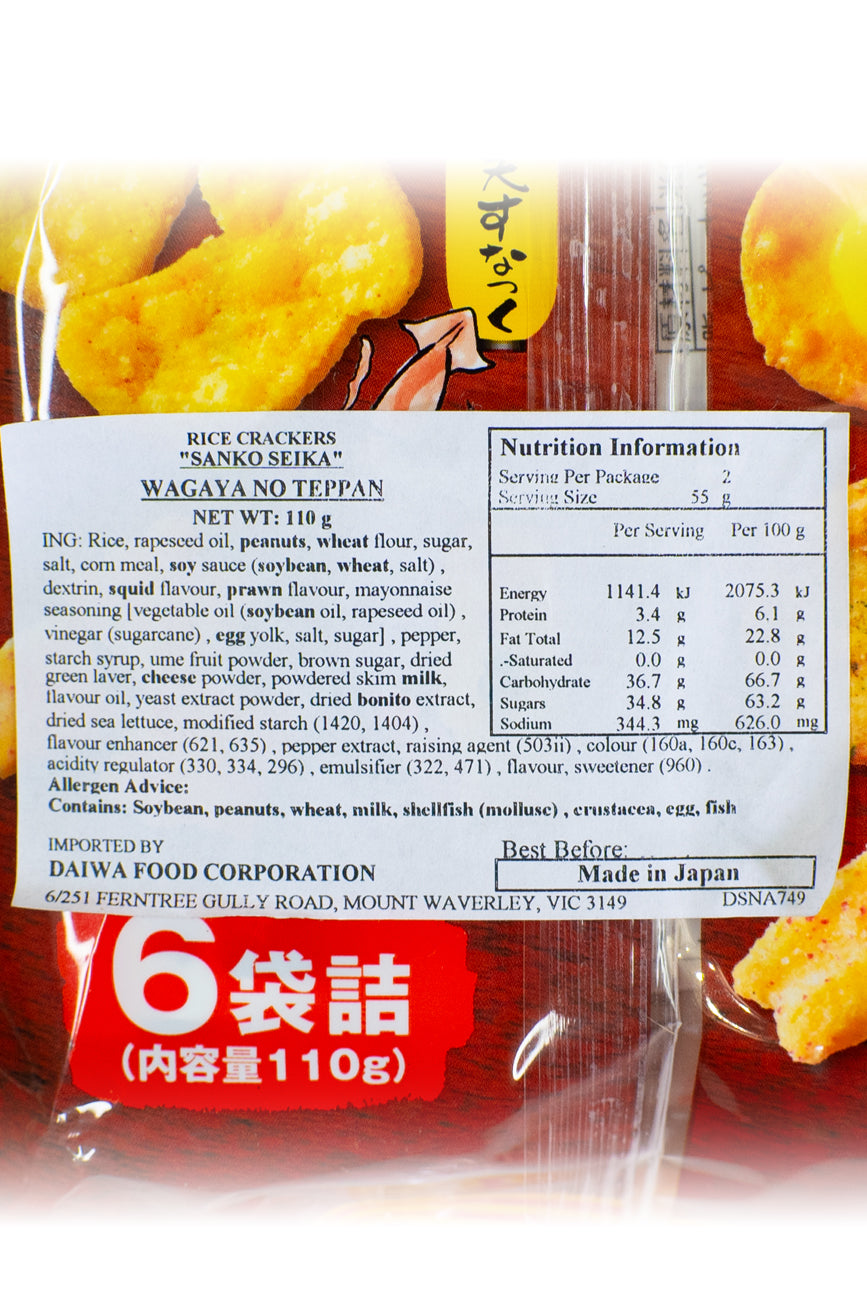 天すなっく
RICE CRACKERS
"SANKO SEIKA"
WAGAYA NO TEPPAN
NET WT: 110 g
ING: Rice, rapeseed oil, peanuts, wheat flour, sugar,
salt, corn meal, soy sauce (soybean, wheat, salt) ,
dextrin, squid flavour, prawn flavour, mayonnaise
seasoning [vegetable oil (soybean oil, rapeseed oil) ,
vinegar (sugarcane) , egg yolk, salt, sugar] , pepper,
starch syrup, ume fruit powder, brown sugar, dried
green laver, cheese powder, powdered skim milk,
flavour oil, yeast extract powder, dried bonito extract,
dried sea lettuce, modified starch (1420, 1404) ,
flavour enhancer (621, 635) , pepper extract, raising agent (503ii) , colour (160a, 160c, 163) ,
acidity regulator (330, 334, 296) , emulsifier (322, 471) , flavour, sweetener (960) .
Allergen Advice:
Contains: Soybean, peanuts, wheat, milk, shellfish (mollusc) , crustacea, egg, fish
Nutrition Information
Serving Per Package 2
Serving Size 55 g
Per Serving Per 100 g
Energy 1141.4 kJ 2075.3 kJ
Protein 3.4 g 6.1 g
Fat Total 12.5 g 22.8 g
.-Saturated 0.0 g 0.0 g
Carbohydrate 36.7 g 66.7 g
Sugars 34.8 g 63.2 g
Sodium 344.3 mg 626.0 mg
IMPORTED BY
DAIWA FOOD CORPORATION
6/251 FERNTREE GULLY ROAD, MOUNT WAVERLEY, VIC 3149
Best Before:
Made in Japan
DSNA749
6袋詰
(内容量110g)